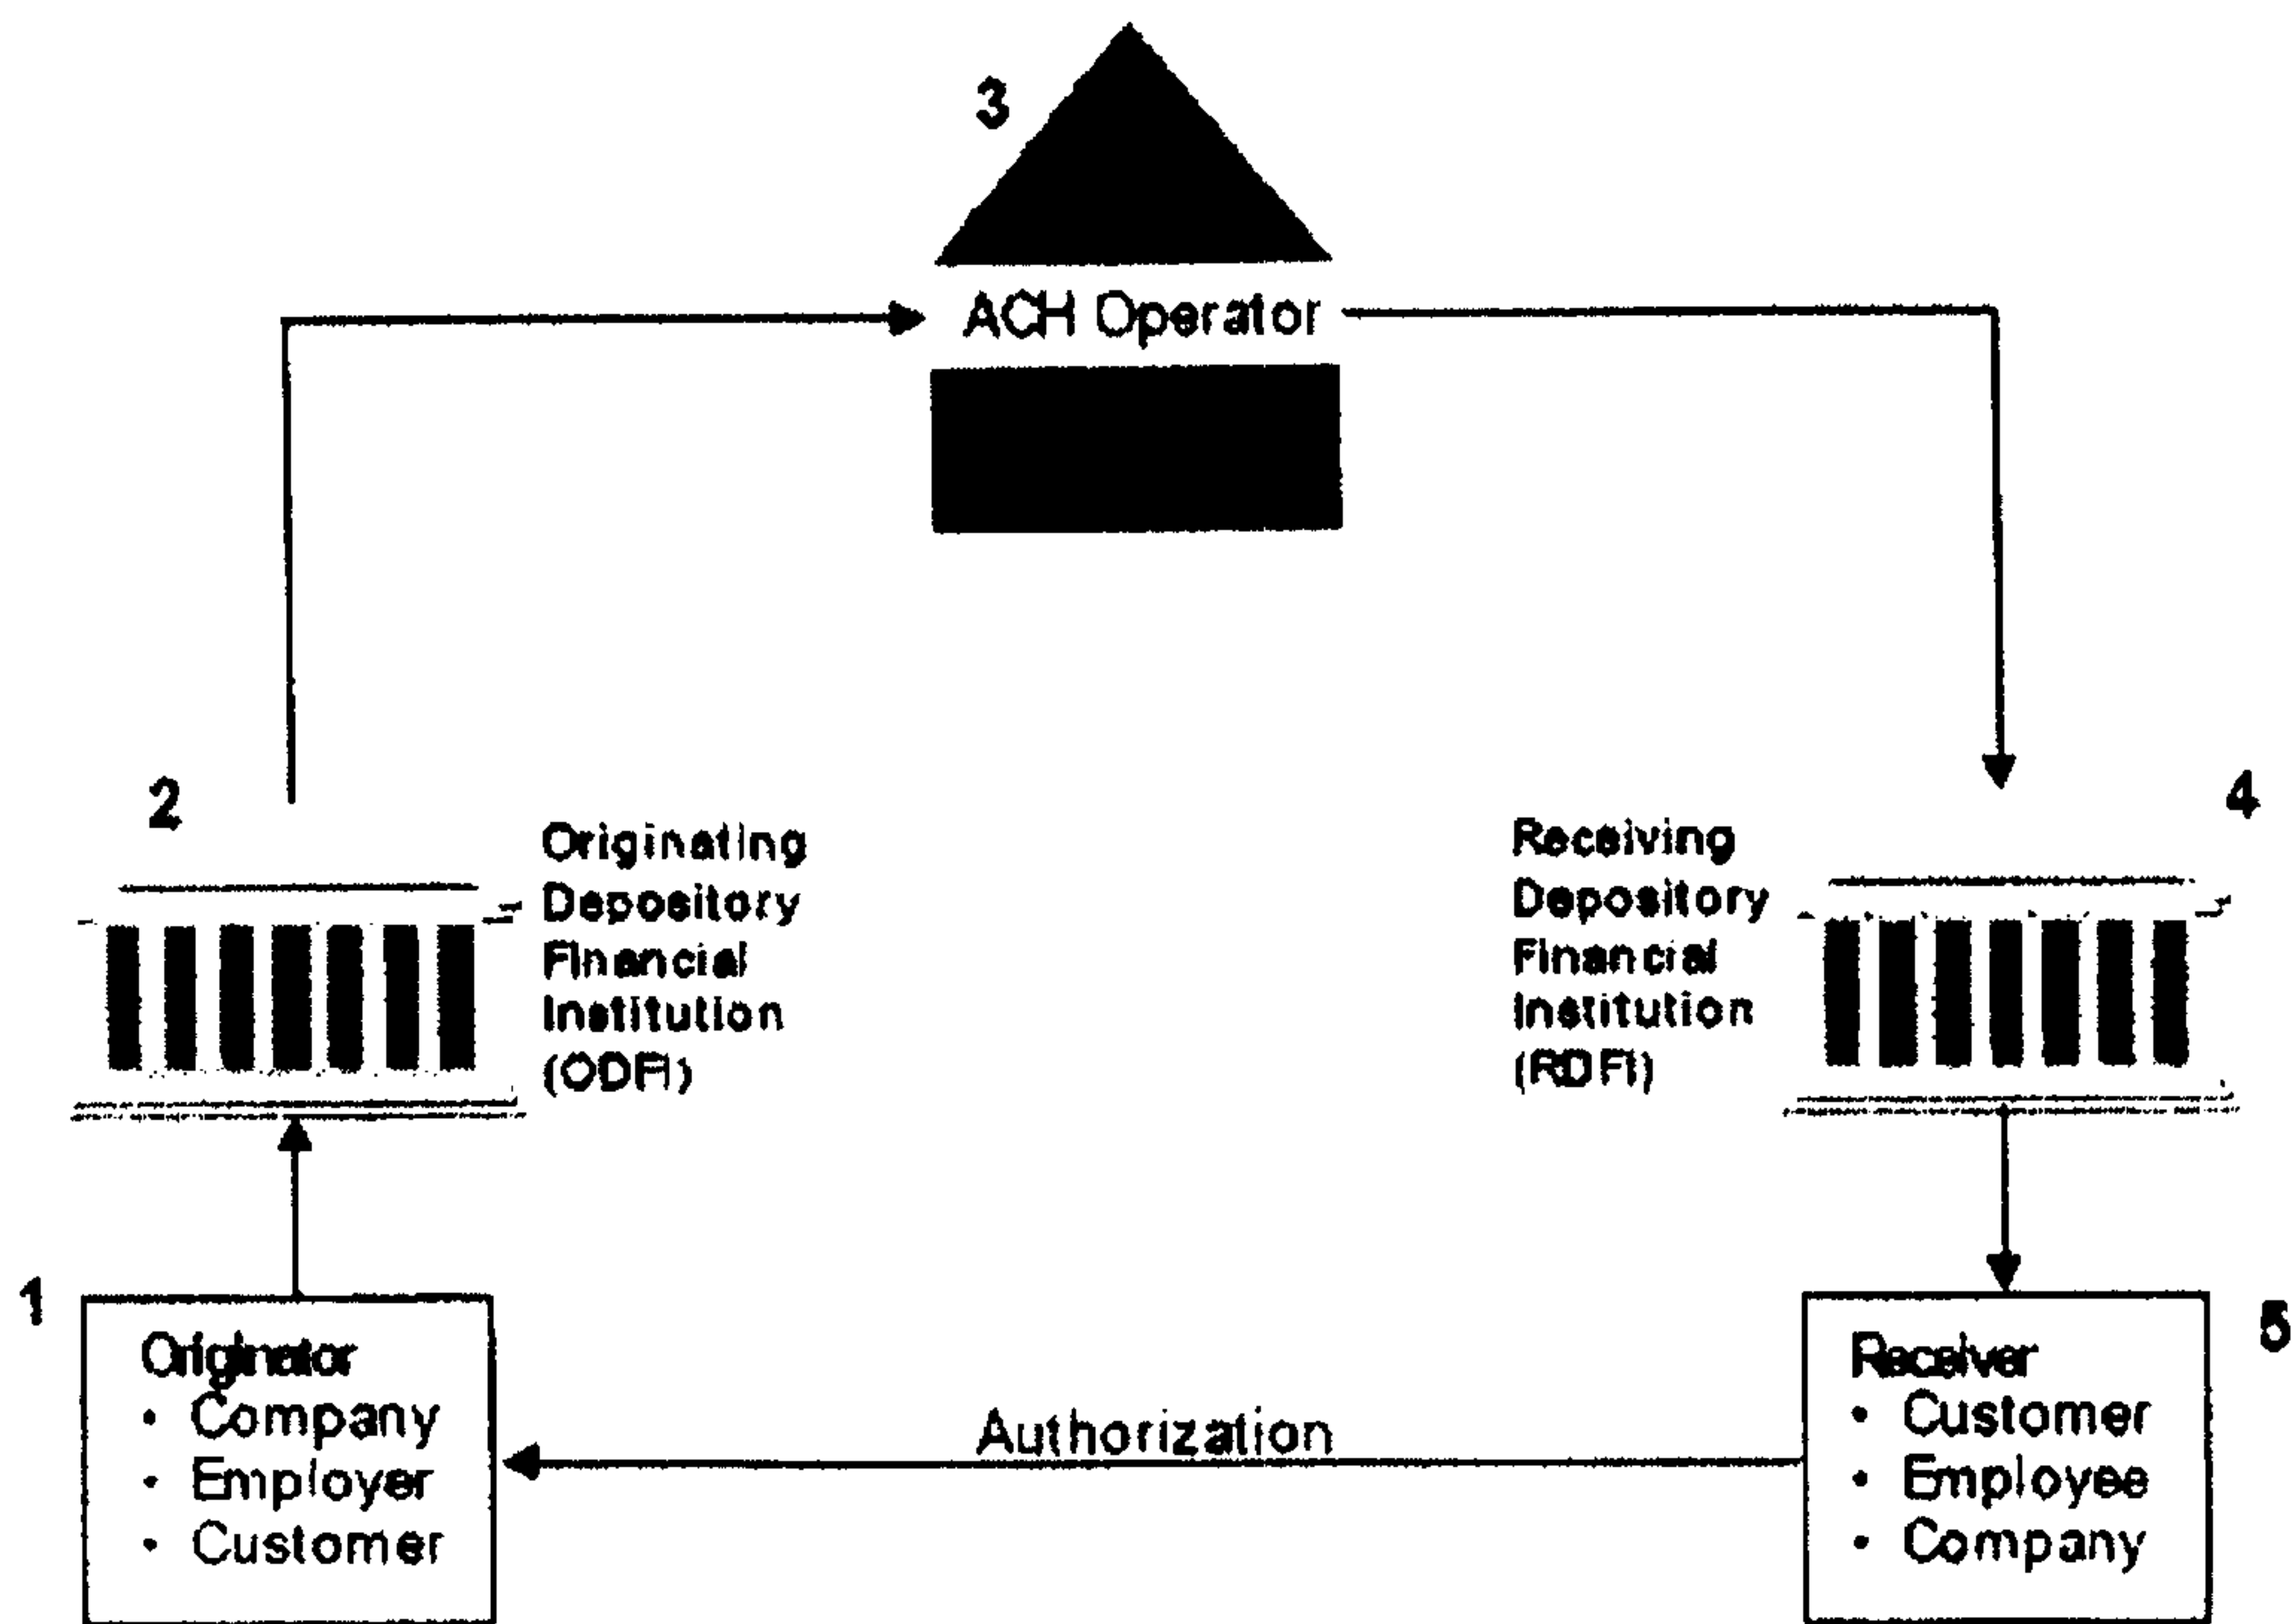 3
ACH Operator
2
Originating
Depository
Financial
Institution
(ODFI)
Receiving
Depository
Financial
Institution
(RDFI)
4
1
Originator
• Company
• Employer
• Customer
Authorization
Receiver
• Customer
• Employee
• Company
5